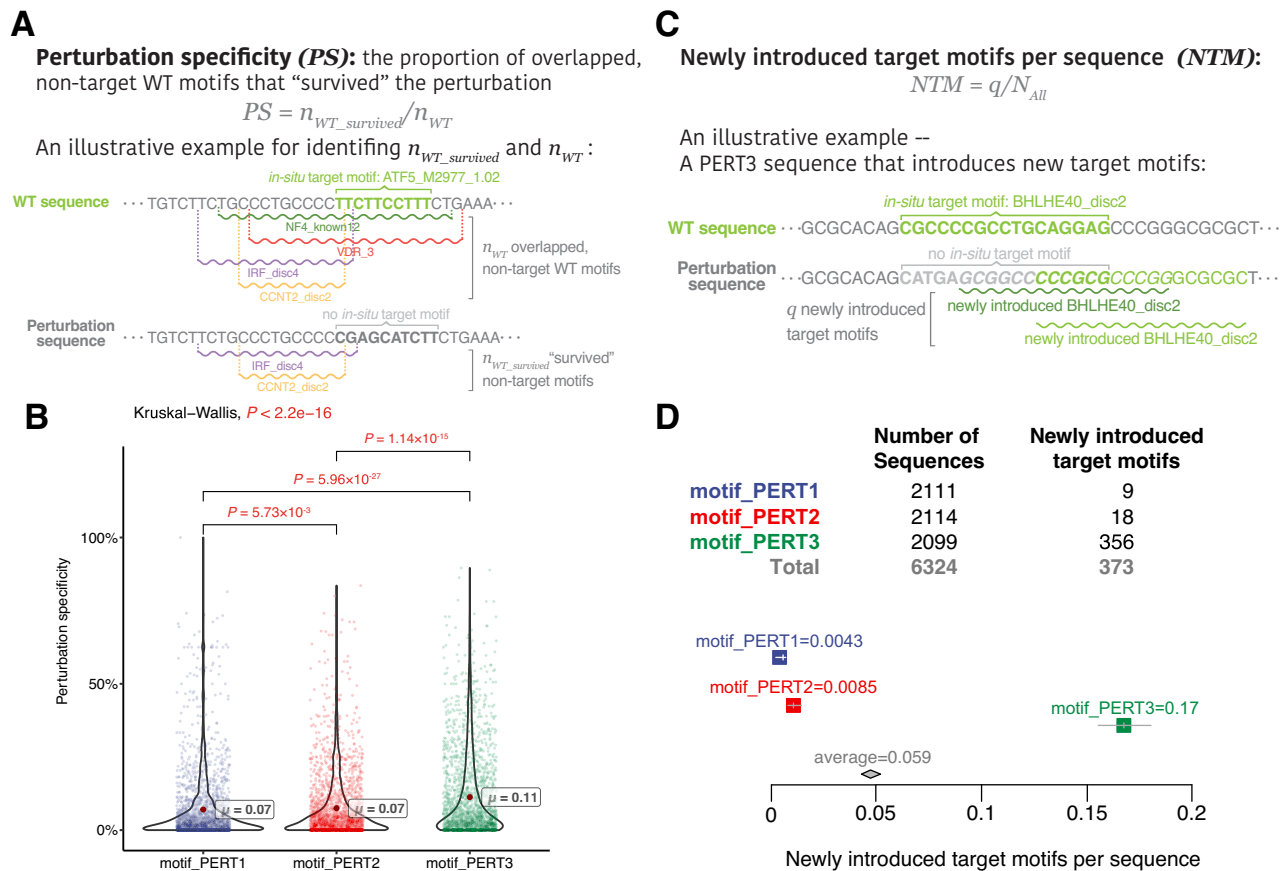 A
Perturbation specificity (PS): the proportion of overlapped,
non-target WT motifs that “survived” the perturbation
PS = n_WT_survived/n_WT
An illustrative example for identifing n_WT_survived and n_WT :
in-situ target motif: ATF5_M2977_1.02
WT sequence ···TGTCTTCTGCCCTGCCCCTTCTTCCTTTCTGAAA···
NF4_known12
VDR_3
IRF_disc4
CCNT2_disc2
n_WT overlapped,
non-target WT motifs
no in-situ target motif
Perturbation
sequence
···TGTCTTCTGCCCTGCCCCCGAGCATCTTCTGAAA···
IRF_disc4
CCNT2_disc2
n_WT_survived “survived”
non-target motifs
B
Kruskal−Wallis, P < 2.2e−16
P = 1.14×10-15
P = 5.96×10-27
P = 5.73×10-3
Perturbation specificity
100%
50%
0%
μ = 0.07
μ = 0.07
μ = 0.11
motif_PERT1 motif_PERT2 motif_PERT3
C
Newly introduced target motifs per sequence (NTM):
NTM = q/N_All
An illustrative example --
A PERT3 sequence that introduces new target motifs:
in-situ target motif: BHLHE40_disc2
WT sequence ···GCGCACAGCGCCCCGCCTGCAGGAGCCCGGGCGCGCT···
no in-situ target motif
Perturbation
sequence
···GCGCACAGCATGAGCGGCCCCCGCGCCCGGGCGCGCT···
q newly introduced
target motifs
newly introduced BHLHE40_disc2
newly introduced BHLHE40_disc2
D
Number of
Sequences
Newly introduced
target motifs
motif_PERT1 2111 9
motif_PERT2 2114 18
motif_PERT3 2099 356
Total 6324 373
motif_PERT1=0.0043
motif_PERT2=0.0085
motif_PERT3=0.17
average=0.059
0 0.05 0.1 0.15 0.2
Newly introduced target motifs per sequence